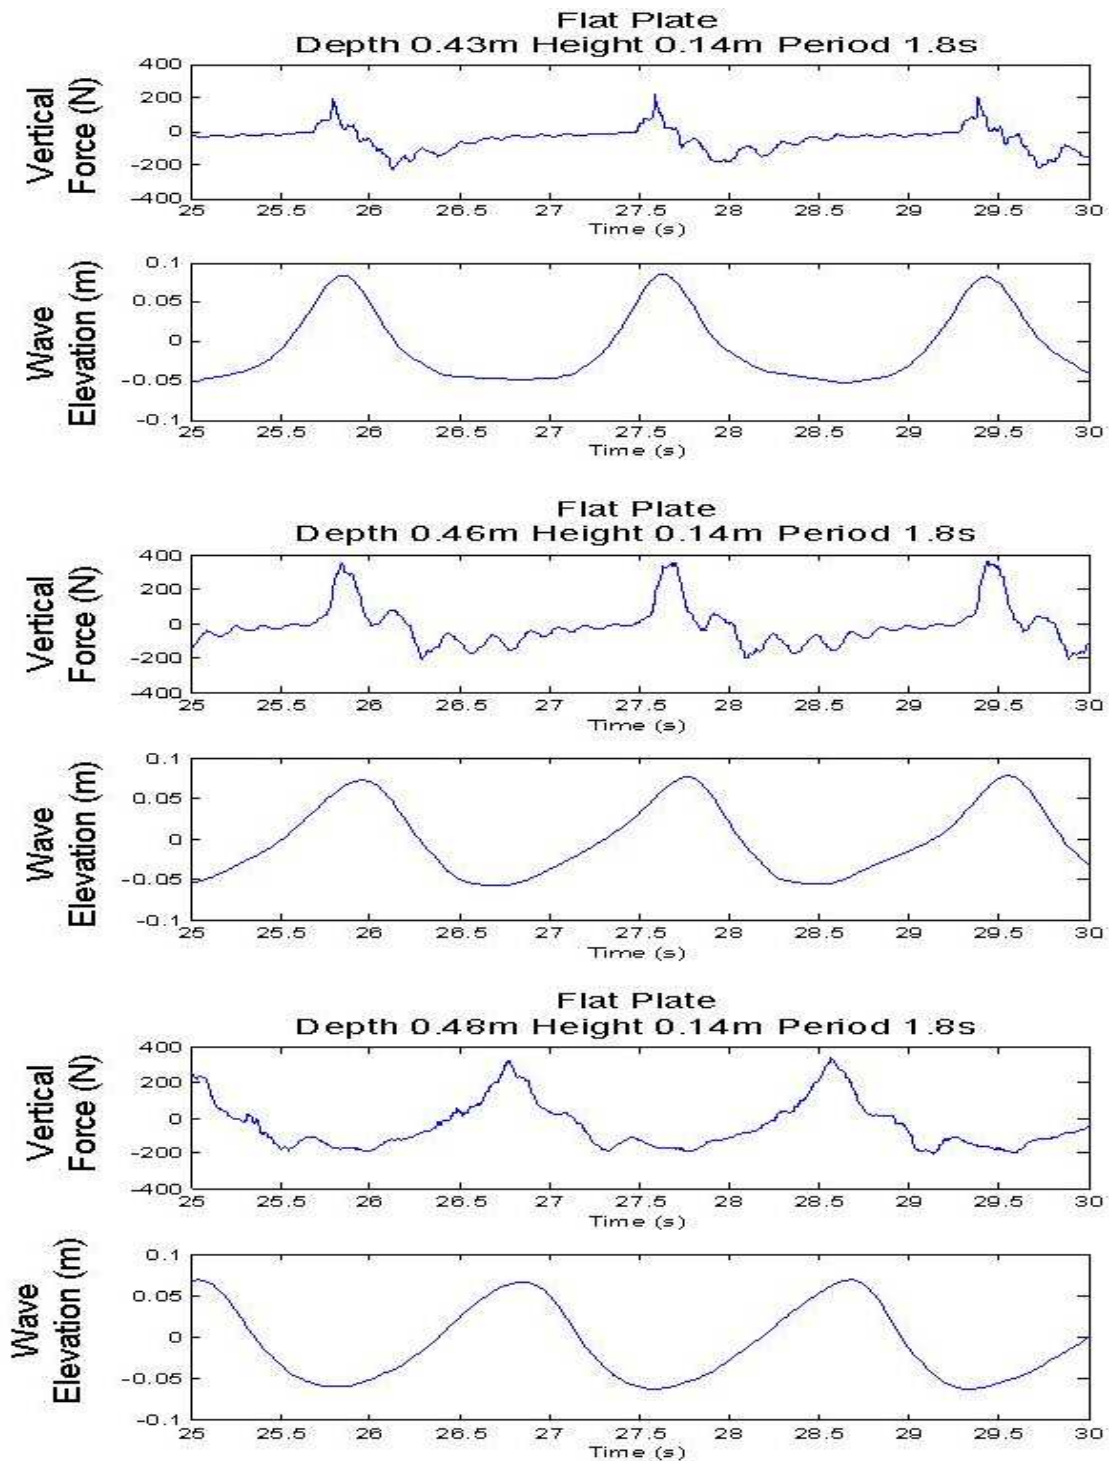 Flat Plate
Depth 0.43m Height 0.14m Period 1.8s
Vertical
Force (N)
400
200
0
-200
-400
25 25.5 26 26.5 27 27.5 28 28.5 29 29.5 30
Time (s)
Wave
Elevation (m)
0.1
0.05
0
-0.05
-0.1
25 25.5 26 26.5 27 27.5 28 28.5 29 29.5 30
Time (s)
Flat Plate
Depth 0.46m Height 0.14m Period 1.8s
Vertical
Force (N)
400
200
0
-200
-400
25 25.5 26 26.5 27 27.5 28 28.5 29 29.5 30
Time (s)
Wave
Elevation (m)
0.1
0.05
0
-0.05
-0.1
25 25.5 26 26.5 27 27.5 28 28.5 29 29.5 30
Time (s)
Flat Plate
Depth 0.48m Height 0.14m Period 1.8s
Vertical
Force (N)
400
200
0
-200
-400
25 25.5 26 26.5 27 27.5 28 28.5 29 29.5 30
Time (s)
Wave
Elevation (m)
0.1
0.05
0
-0.05
-0.1
25 25.5 26 26.5 27 27.5 28 28.5 29 29.5 30
Time (s)